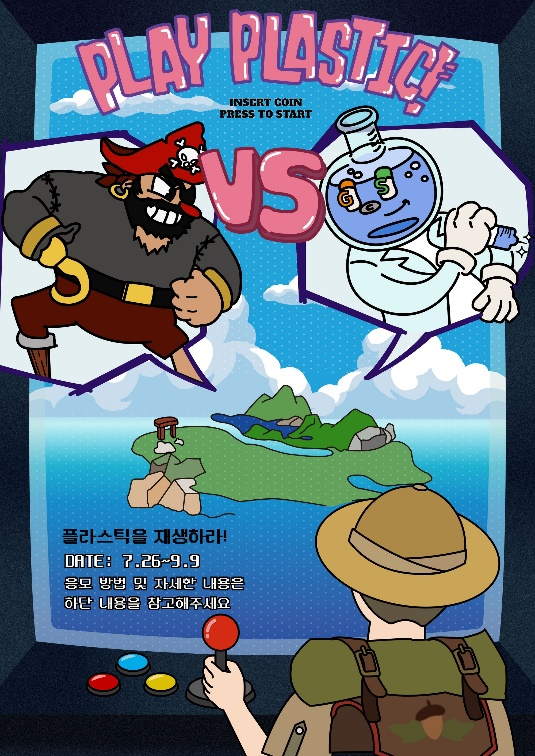 PLAY PLASTIC!
INSERT COIN
PRESS TO START
VS
G S
플라스틱을 재생하라!
DATE: 7.26~9.9
응모 방법 및 자세한 내용은
하단 내용을 참고해주세요